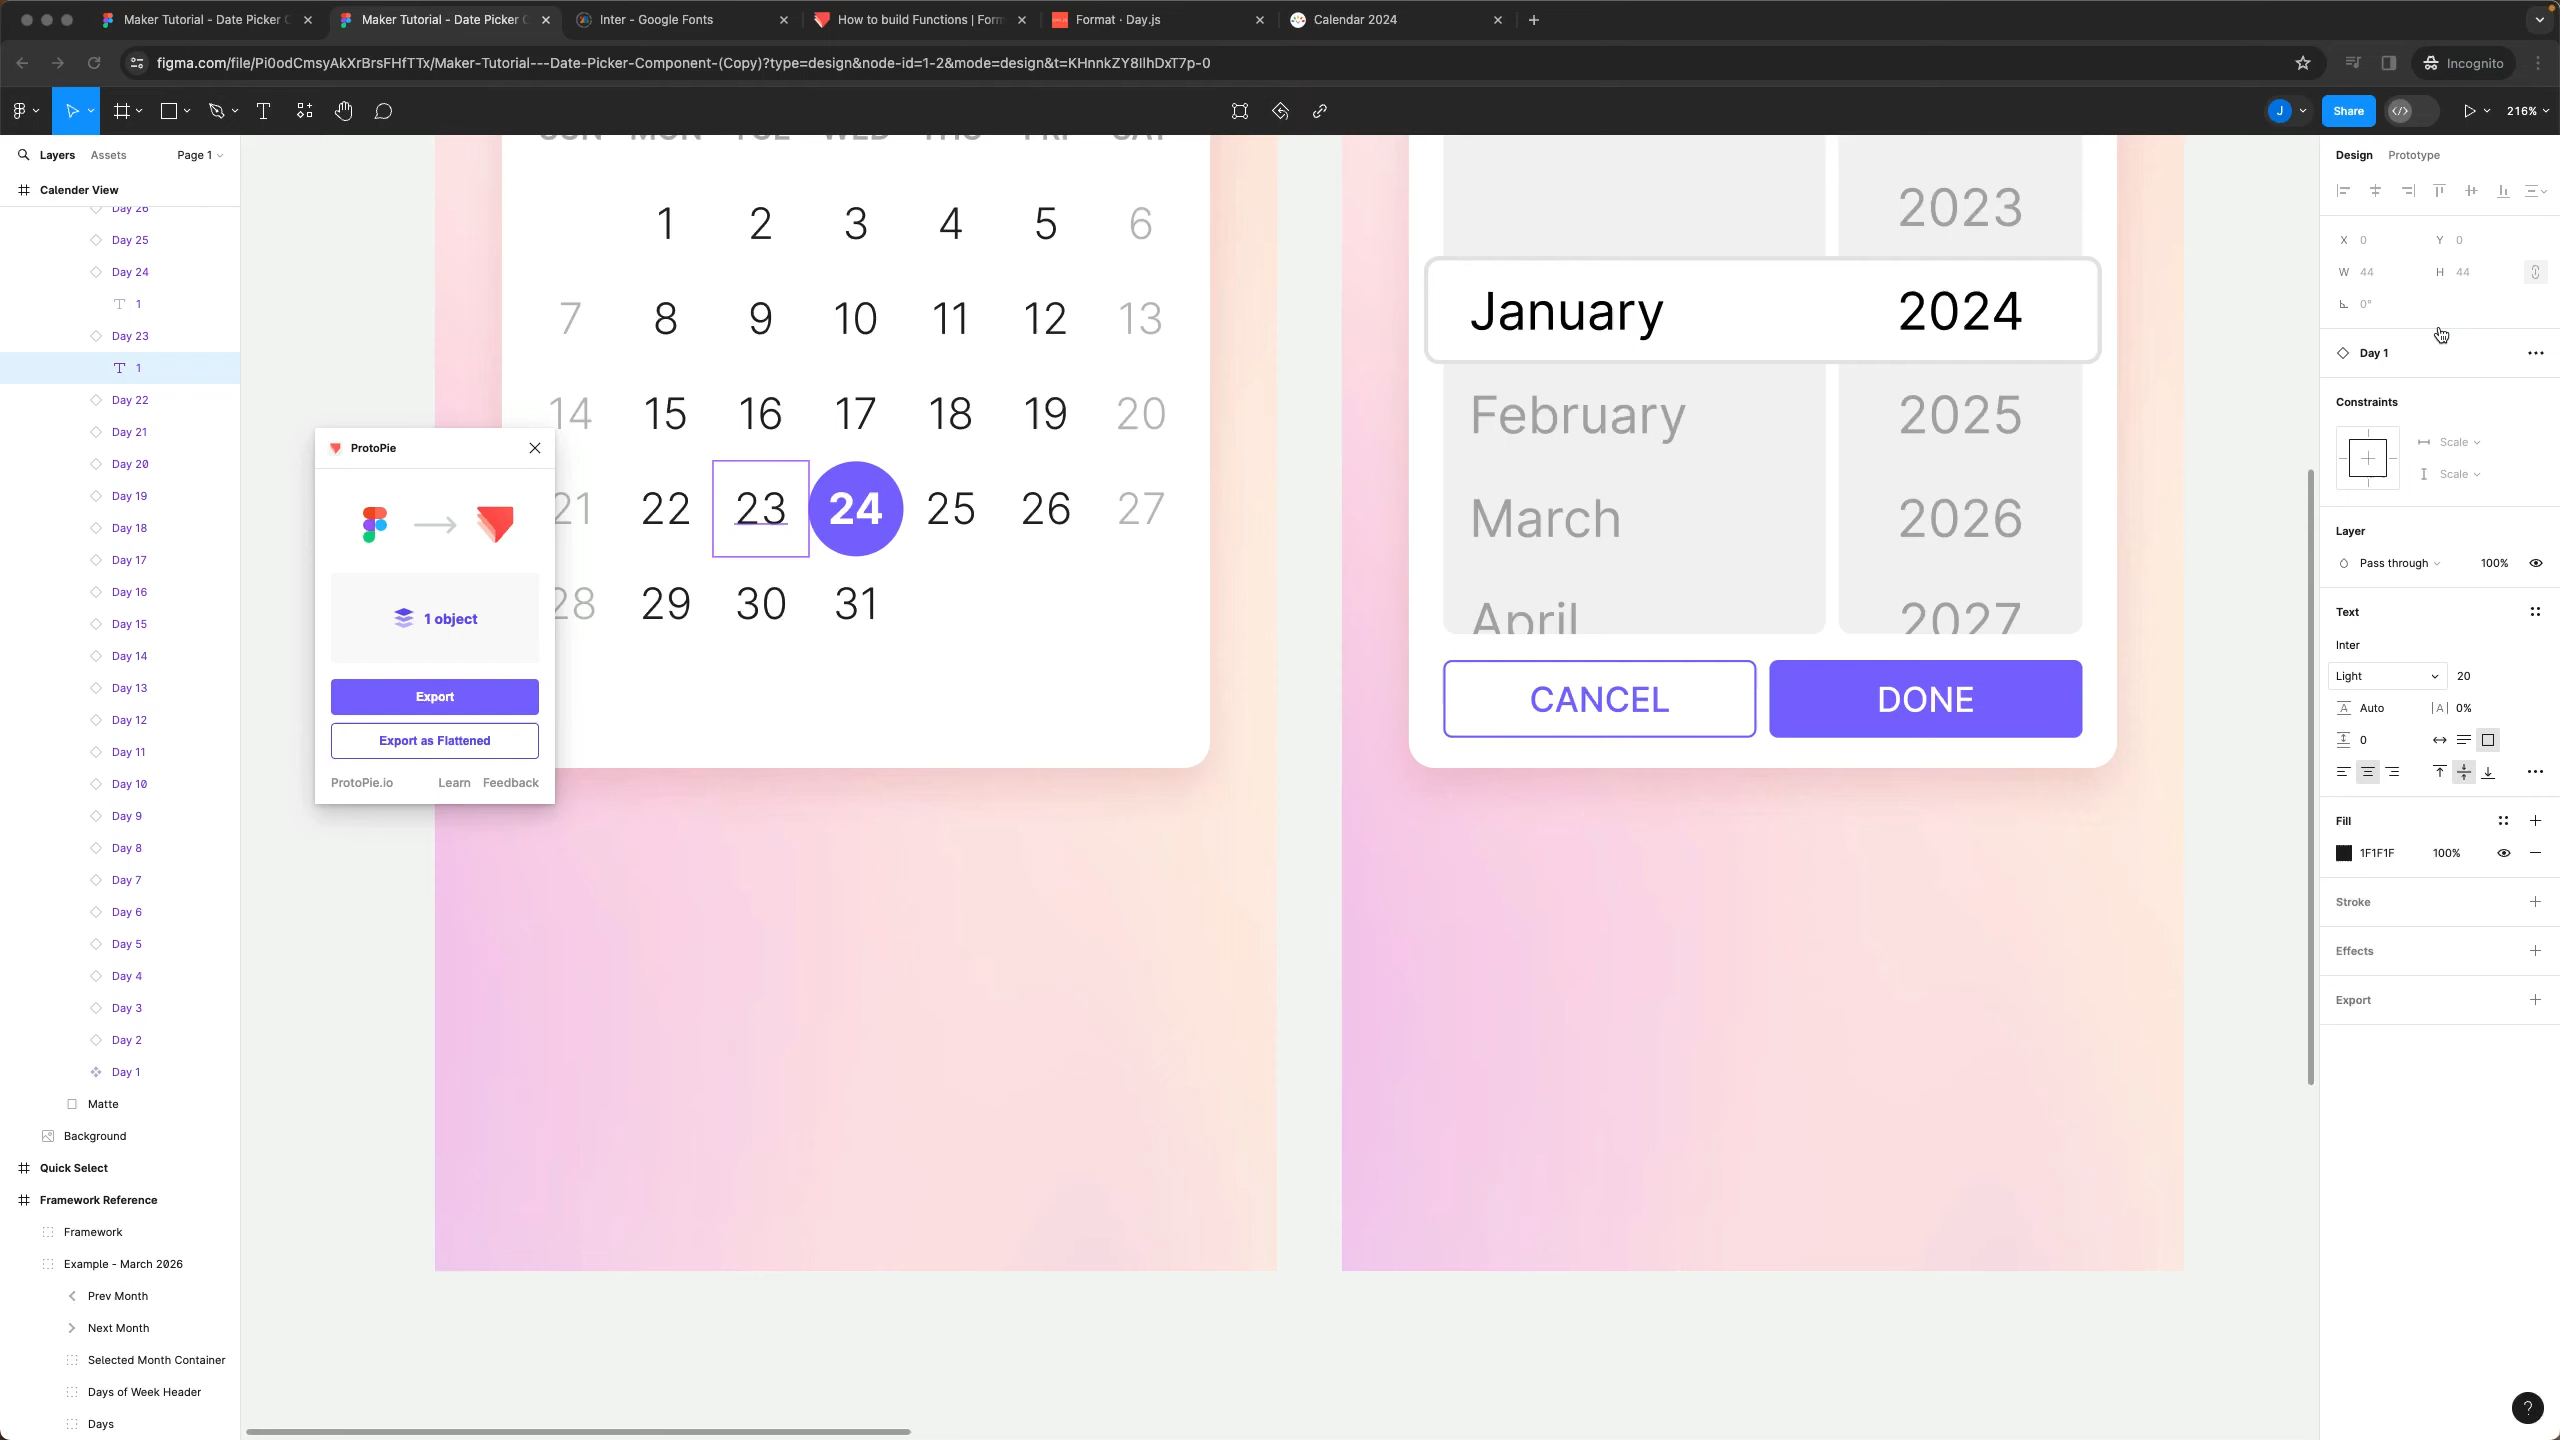 Maker Tutorial - Date Picker C
Maker Tutorial - Date Picker C
Inter - Google Fonts
How to build Functions | Form
Format · Day.js
Calendar 2024
figma.com/file/Pi0odCmsyAkXrBrsFHfTTx/Maker-Tutorial---Date-Picker-Component-(Copy)?type=design&node-id=1-2&mode=design&t=KHnnkZY8IlhDxT7p-0
Incognito
J
Share
216%
Layers
Assets
Page 1
Calender View
Day 26
Day 25
Day 24
1
Day 23
1
Day 22
Day 21
Day 20
Day 19
Day 18
Day 17
Day 16
Day 15
Day 14
Day 13
Day 12
Day 11
Day 10
Day 9
Day 8
Day 7
Day 6
Day 5
Day 4
Day 3
Day 2
Day 1
Matte
Background
Quick Select
Framework Reference
Framework
Example - March 2026
Prev Month
Next Month
Selected Month Container
Days of Week Header
Days
SUN MON TUE WED THU FRI SAT
1 2 3 4 5 6
7 8 9 10 11 12 13
14 15 16 17 18 19 20
21 22 23 24 25 26 27
28 29 30 31
ProtoPie
1 object
Export
Export as Flattened
ProtoPie.io Learn Feedback
2023
January 2024
February 2025
March 2026
April 2027
CANCEL DONE
Design
Prototype
X 0 Y 0
W 44 H 44
0°
Day 1
Constraints
Scale
Scale
Layer
Pass through 100%
Text
Inter
Light 20
Auto |A| 0%
0
Fill
1F1F1F 100%
Stroke
Effects
Export
?